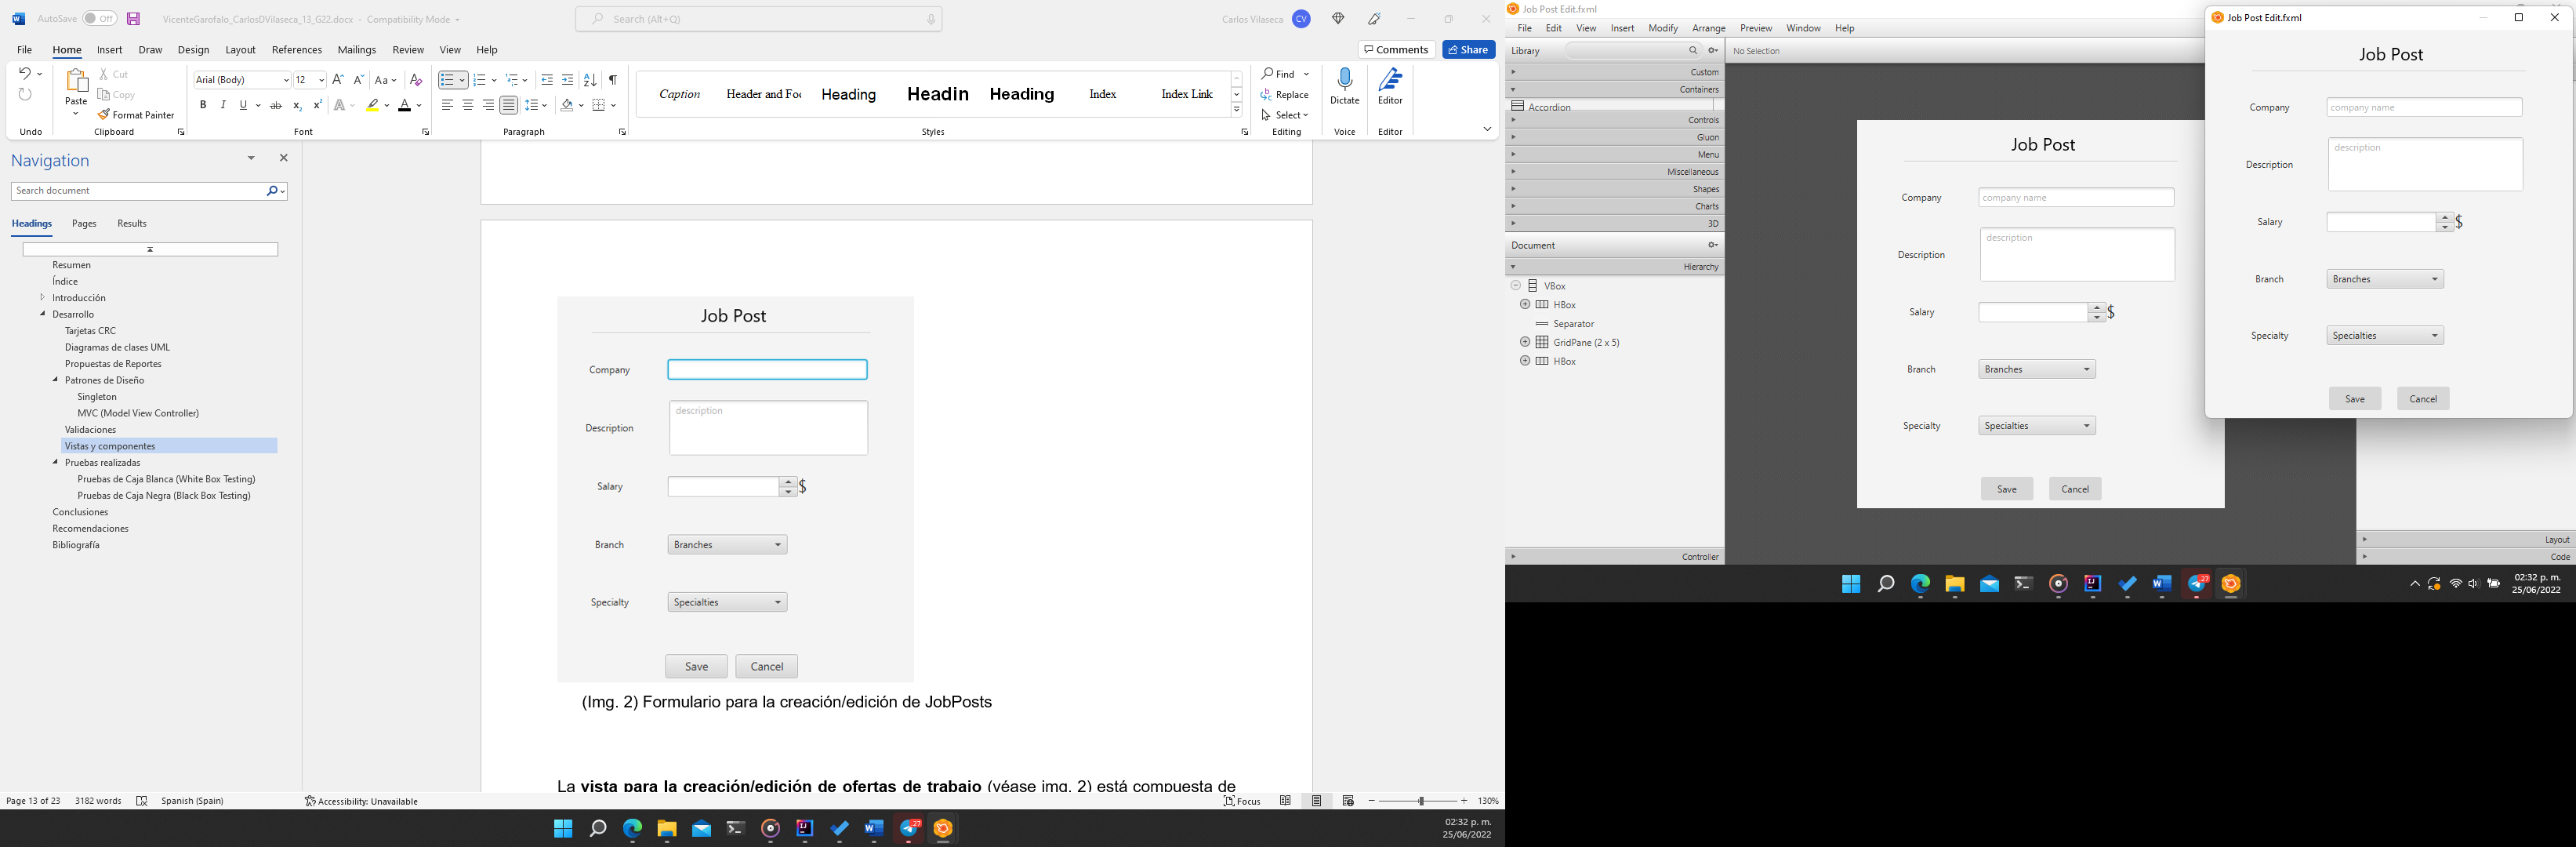 AutoSave Off VicenteGarofalo_CarlosDVilaseca_13_G22.docx - Compatibility Mode Search (Alt+Q) Carlos Vilaseca CV
File Home Insert Draw Design Layout References Mailings Review View Help Comments Share
Undo
Paste
Cut
Copy
Format Painter
Clipboard
Arial (Body) 12
Font
Paragraph
Caption Header and Foo Heading Headin Heading Index Index Link
Styles
Find
Replace
Select
Editing
Dictate
Voice
Editor
Editor
Navigation
Search document
Headings Pages Results
Resumen
Índice
Introducción
Desarrollo
Tarjetas CRC
Diagramas de clases UML
Propuestas de Reportes
Patrones de Diseño
Singleton
MVC (Model View Controller)
Validaciones
Vistas y componentes
Pruebas realizadas
Pruebas de Caja Blanca (White Box Testing)
Pruebas de Caja Negra (Black Box Testing)
Conclusiones
Recomendaciones
Bibliografía
Job Post
Company
Description description
Salary $
Branch Branches
Specialty Specialties
Save Cancel
(Img. 2) Formulario para la creación/edición de JobPosts
La vista para la creación/edición de ofertas de trabajo (véase img. 2) está compuesta de
Page 13 of 23 3182 words Spanish (Spain) Accessibility: Unavailable Focus 130%
27
02:32 p. m.
25/06/2022
Job Post Edit.fxml
File Edit View Insert Modify Arrange Preview Window Help
Library
No Selection
Custom
Containers
Accordion
Controls
Gluon
Menu
Miscellaneous
Shapes
Charts
3D
Document
Hierarchy
VBox
HBox
Separator
GridPane (2 x 5)
HBox
Controller
Job Post
Company company name
Description description
Salary $
Branch Branches
Specialty Specialties
Save Cancel
Job Post Edit.fxml
Job Post
Company company name
Description description
Salary $
Branch Branches
Specialty Specialties
Save Cancel
Layout
Code
27
02:32 p. m.
25/06/2022